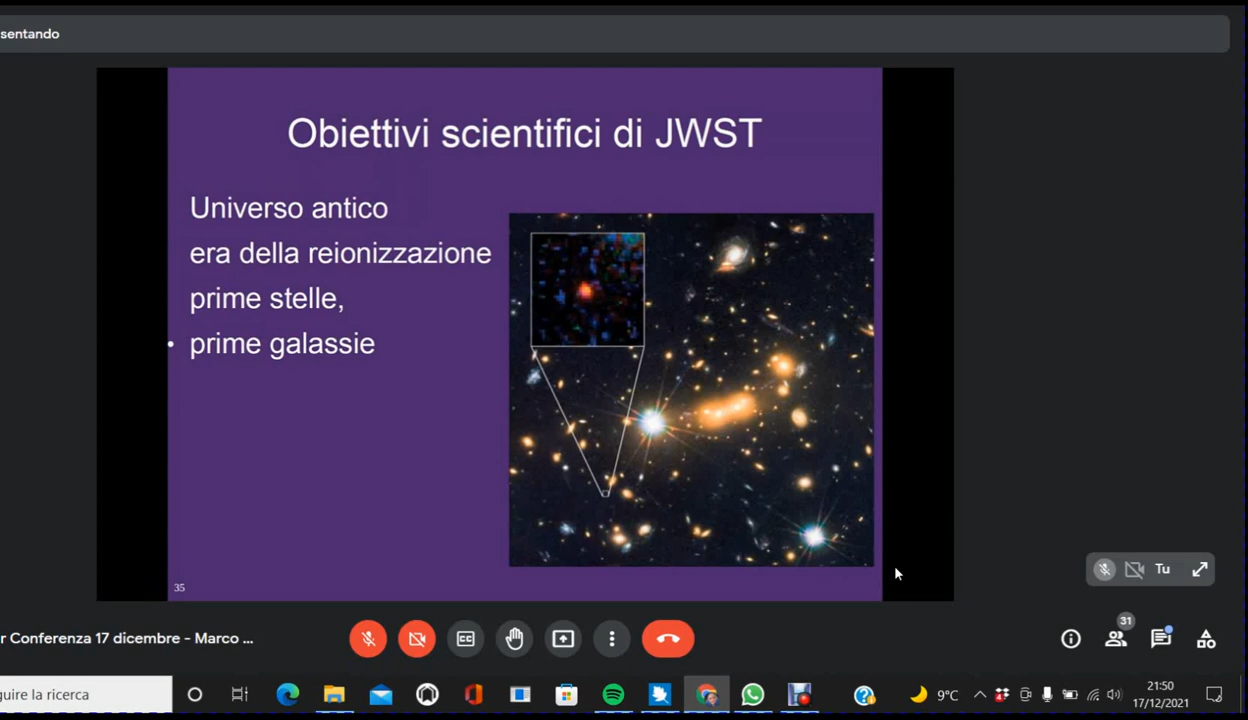 sentando
Obiettivi scientifici di JWST
Universo antico
era della reionizzazione
prime stelle,
• prime galassie
35
Tu
r Conferenza 17 dicembre - Marco ...
CC
31
guire la ricerca
9°C
21:50
17/12/2021